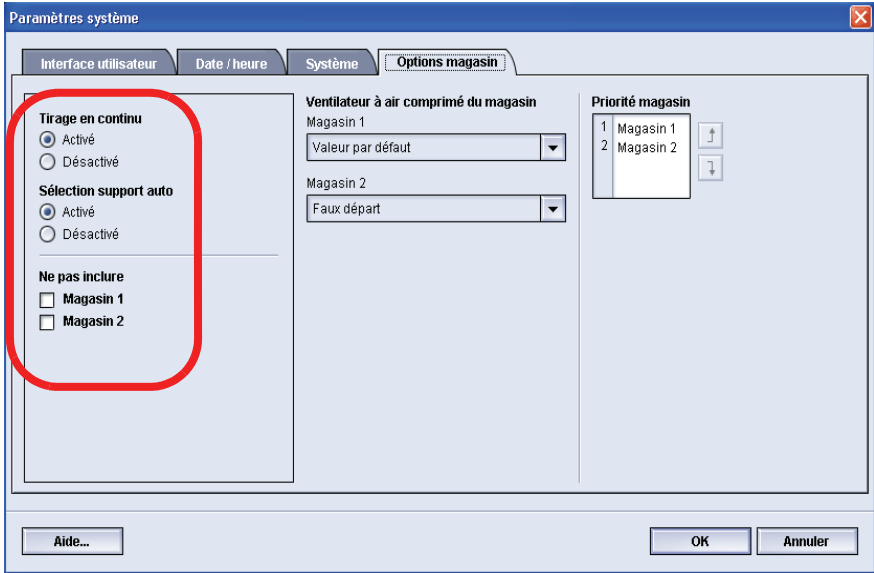 Paramètres système
Interface utilisateur
Date / heure
Système
Options magasin
Tirage en continu
Activé
Désactivé
Sélection support auto
Activé
Désactivé
Ne pas inclure
Magasin 1
Magasin 2
Ventilateur à air comprimé du magasin
Magasin 1
Valeur par défaut
Magasin 2
Faux départ
Priorité magasin
1 Magasin 1
2 Magasin 2
Aide...
OK
Annuler